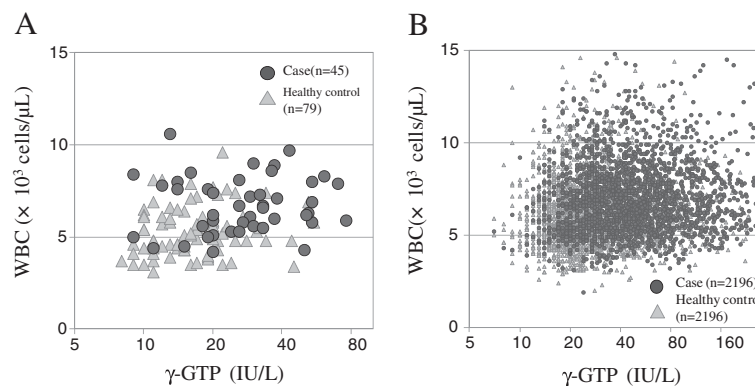 A
WBC (× 10³ cells/μL)
15
10
5
0
5 10 20 40 80
γ-GTP (IU/L)
Case(n=45)
Healthy control
(n=79)
B
WBC(× 10³ cells/μL)
15
10
5
0
5 10 20 40 80 160
γ-GTP (IU/L)
Case (n=2196)
Healthy control
(n=2196)